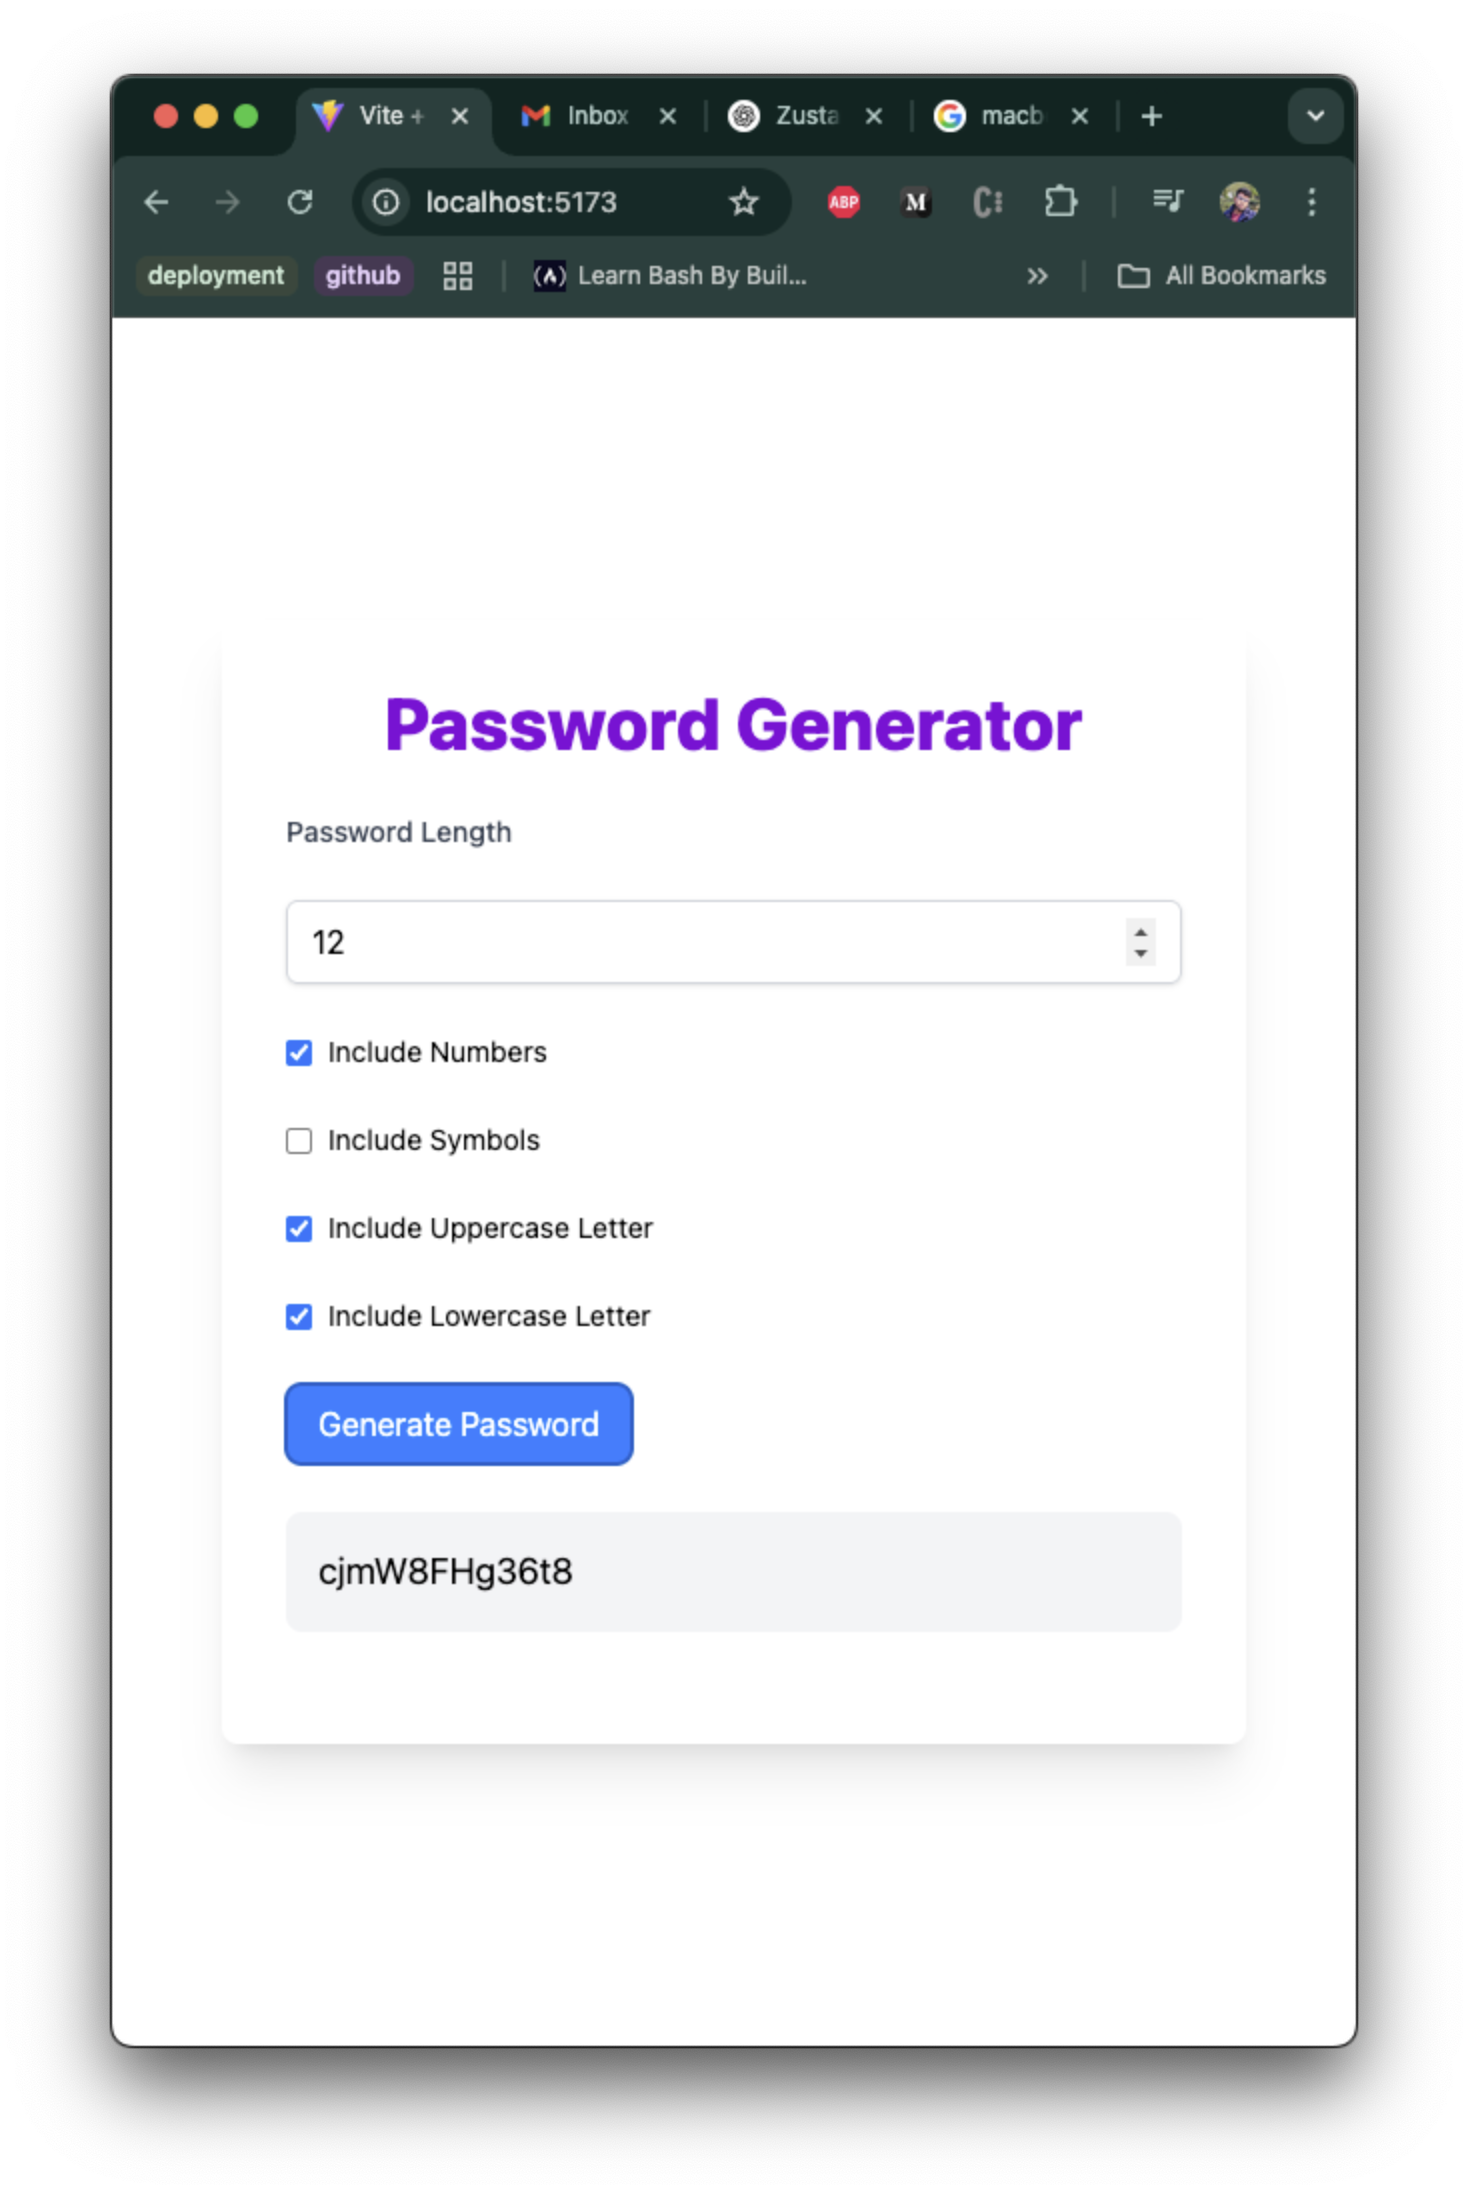 Vite + Inbox Zusta macb
localhost:5173 ABP M
deployment github Learn Bash By Buil... All Bookmarks
Password Generator
Password Length
12
Include Numbers
Include Symbols
Include Uppercase Letter
Include Lowercase Letter
Generate Password
cjmW8FHg36t8